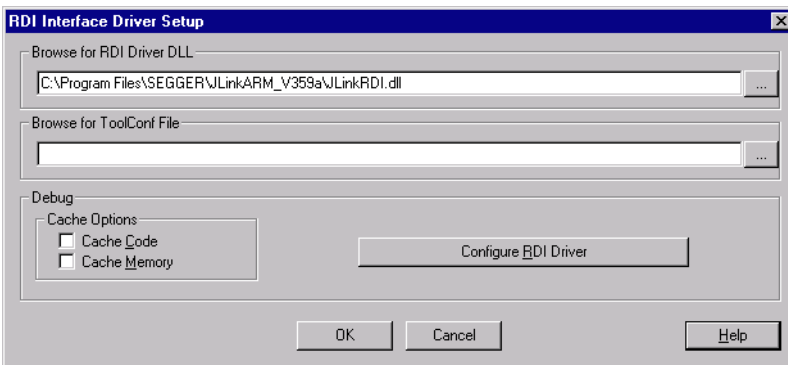 RDI Interface Driver Setup
Browse for RDI Driver DLL
C:\Program Files\SEGGER\JLinkARM_V359a\JLinkRDI.dll
...
Browse for ToolConf File
...
Debug
Cache Options
Cache Code
Cache Memory
Configure RDI Driver
OK
Cancel
Help